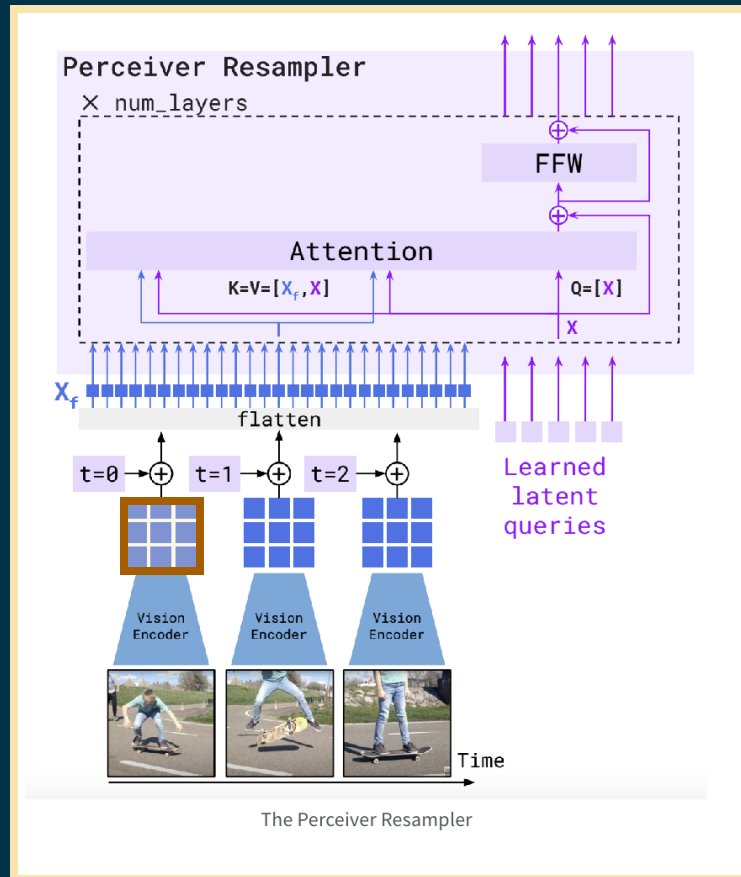 Perceiver Resampler
× num_layers
FFW
Attention
K=V=[Xf,X]
Q=[X]
X
Xf
flatten
t=0
t=1
t=2
Learned
latent
queries
Vision
Encoder
Vision
Encoder
Vision
Encoder
Time
The Perceiver Resampler